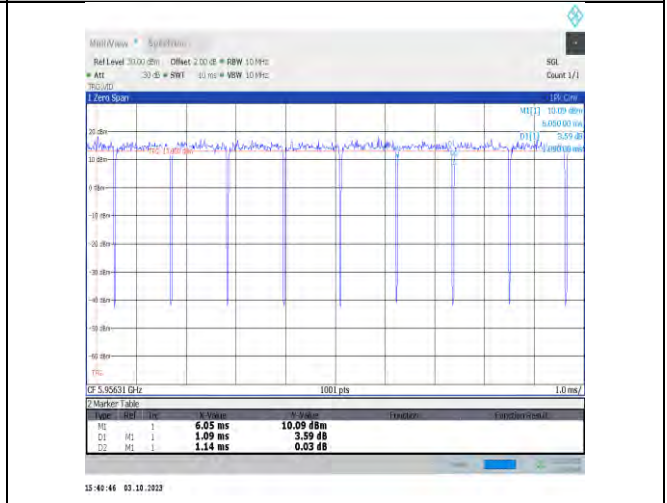 MultiView Spectrum
Ref Level 30.00 dBm Offset 2.00 dB RBW 10 MHz SGL
Att 30 dB SWT 10 ms VBW 10 MHz Count 1/1
TRG:VID
1 Zero Span 1Pk Clrw
M1[1] 10.09 dBm
6.05000 ms
20 dBm
D1[1] 3.59 dB
10 dBm
0 dBm
-10 dBm
-20 dBm
-30 dBm
-40 dBm
-50 dBm
-60 dBm
TRG
CF 5.95631 GHz 1001 pts 1.0 ms/
2 Marker Table
Type Ref Trc X-Value Y-Value Function Function Result
M1 1 6.05 ms 10.09 dBm
D1 M1 1 1.09 ms 3.59 dB
D2 M1 1 1.14 ms 0.03 dB
15:40:46 03.10.2023